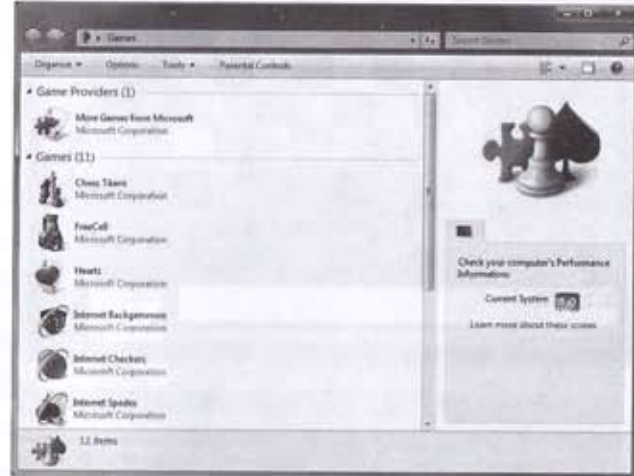 Games
Search Games
Organize Options Tools Parental Controls
Game Providers (1)
More Games from Microsoft
Microsoft Corporation
Games (11)
Chess Titans
Microsoft Corporation
FreeCell
Microsoft Corporation
Hearts
Microsoft Corporation
Internet Backgammon
Microsoft Corporation
Internet Checkers
Microsoft Corporation
Internet Spades
Microsoft Corporation
Check your computer's Performance
Information:
Current System
Learn more about these scores
12 items